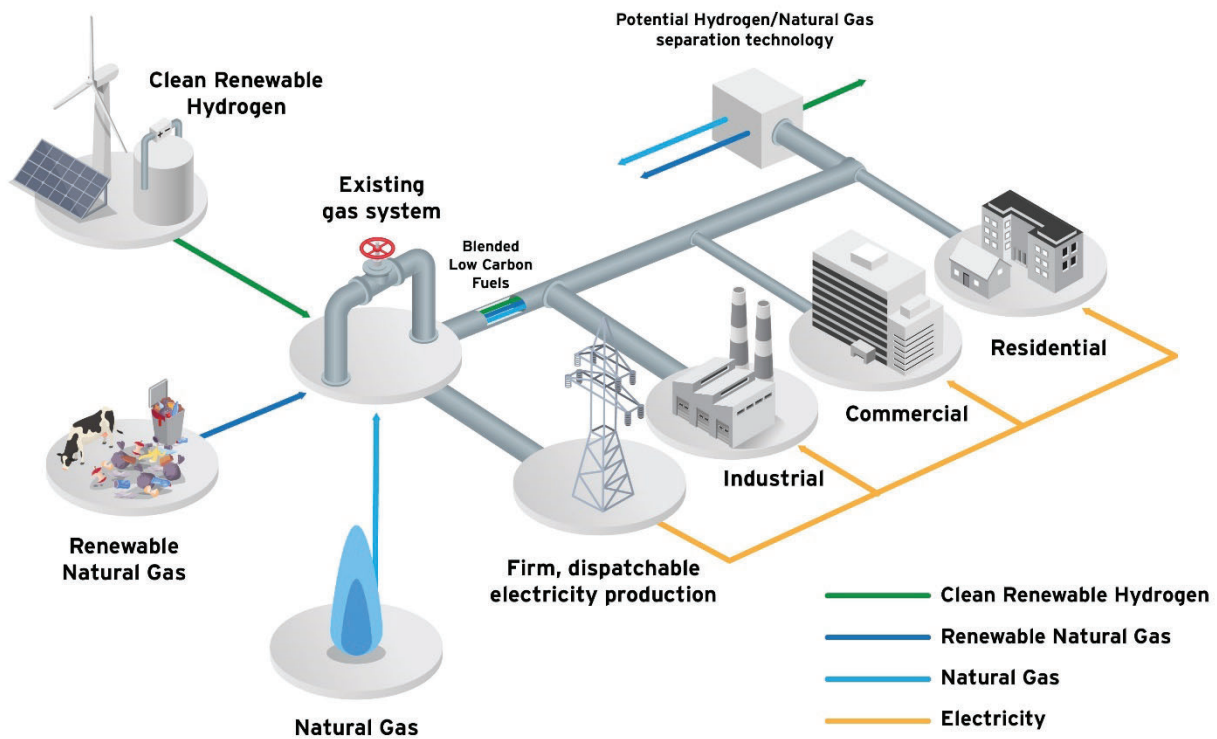 Potential Hydrogen/Natural Gas
separation technology
Clean Renewable
Hydrogen
Existing
gas system
Blended
Low Carbon
Fuels
Residential
Commercial
Industrial
Renewable
Natural Gas
Firm, dispatchable
electricity production
Natural Gas
Clean Renewable Hydrogen
Renewable Natural Gas
Natural Gas
Electricity